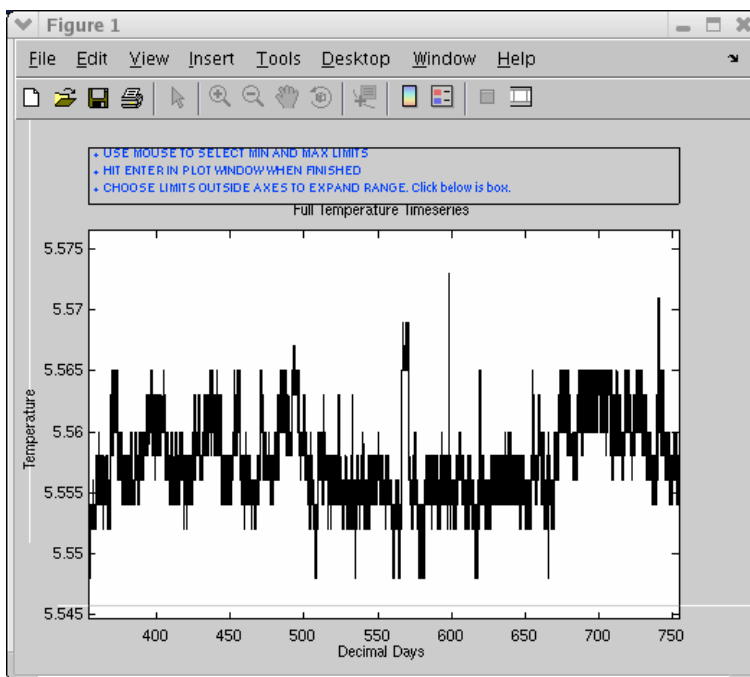 Figure 1
File Edit View Insert Tools Desktop Window Help
+ USE MOUSE TO SELECT MIN AND MAX LIMITS
+ HIT ENTER IN PLOT WINDOW WHEN FINISHED
+ CHOOSE LIMITS OUTSIDE AXES TO EXPAND RANGE. Click below is box.
Full Temperature Timeseries
5.575
5.57
5.565
5.56
5.555
5.55
5.545
Temperature
400 450 500 550 600 650 700 750
Decimal Days